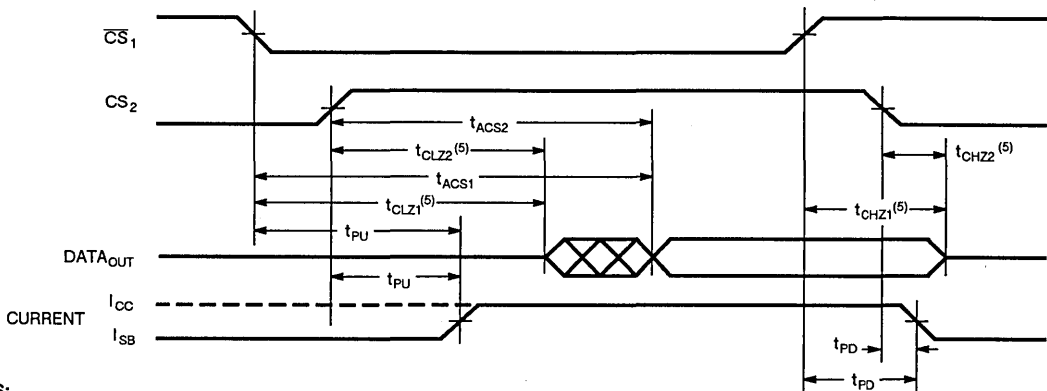 C̅S̅₁
CS₂
tACS2
tCLZ2(5)
tCHZ2(5)
tACS1
tCLZ1(5)
tCHZ1(5)
tPU
DATAOUT
tPU
ICC
CURRENT
ISB
tPD
tPD